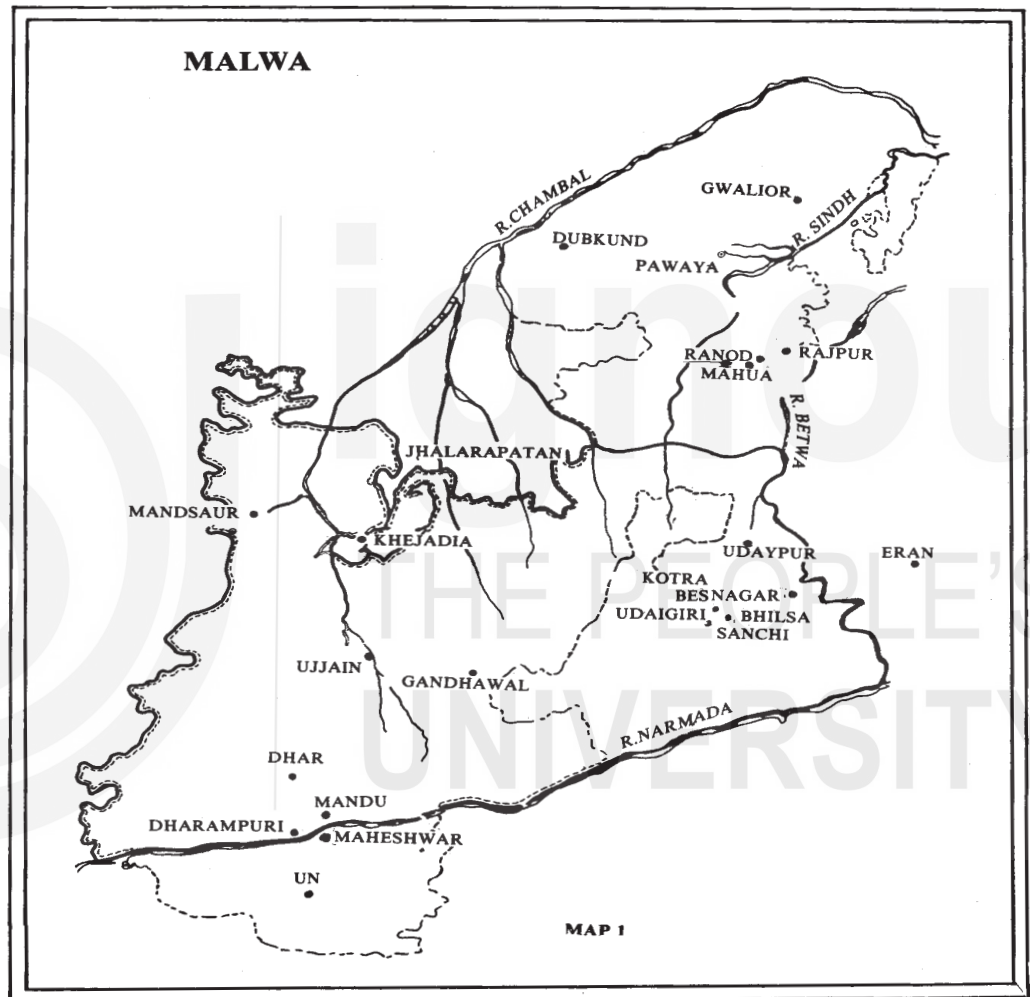 MALWA
R. CHAMBAL
GWALIOR
R. SINDH
DUBKUND
PAWAYA
RANOD
RAJPUR
MAHUA
R. BETWA
JHALARAPATAN
MANDSAUR
KHEJADIA
UDAYPUR
ERAN
KOTRA
BESNAGAR
UDAIGIRI
BHILSA
SANCHI
UJJAIN
GANDHAWAL
R.NARMADA
DHAR
MANDU
DHARAMPURI
MAHESHWAR
UN
MAP 1
ignou
THE PEOPLE'S
UNIVERSITY